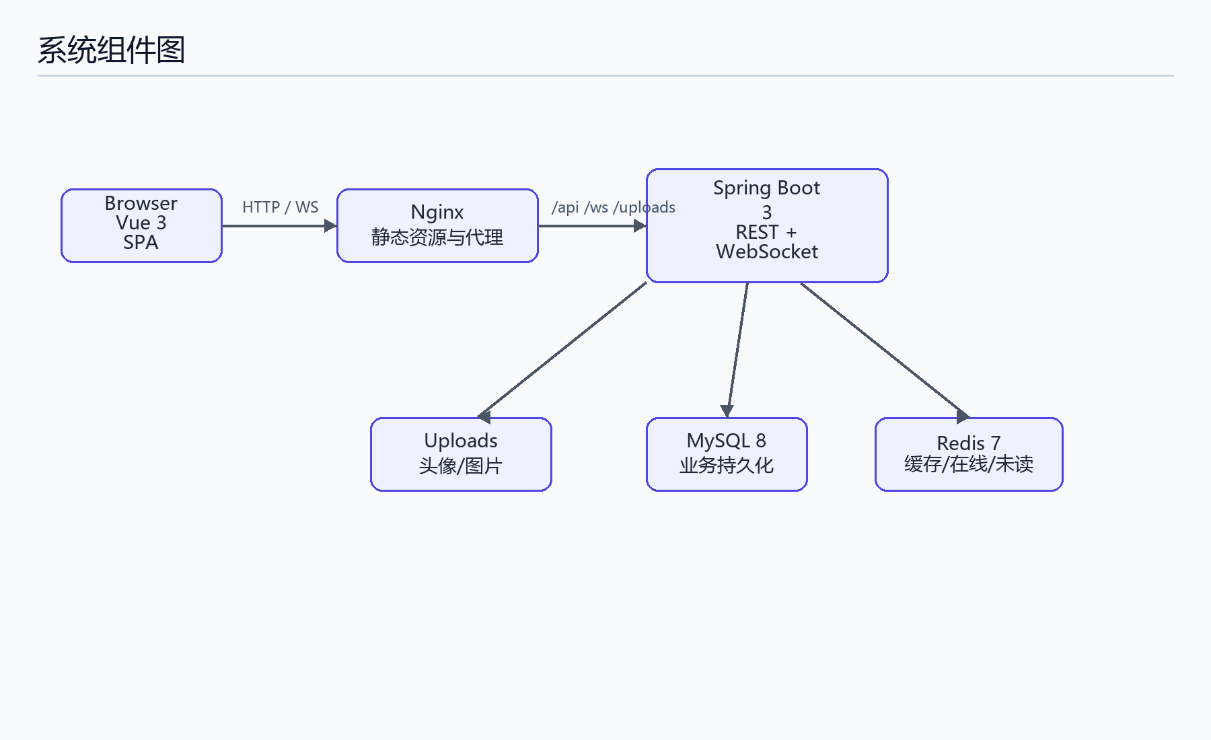 系统组件图
Browser
Vue 3
SPA
HTTP / WS
Nginx
静态资源与代理
/api /ws /uploads
Spring Boot
3
REST +
WebSocket
Uploads
头像/图片
MySQL 8
业务持久化
Redis 7
缓存/在线/未读